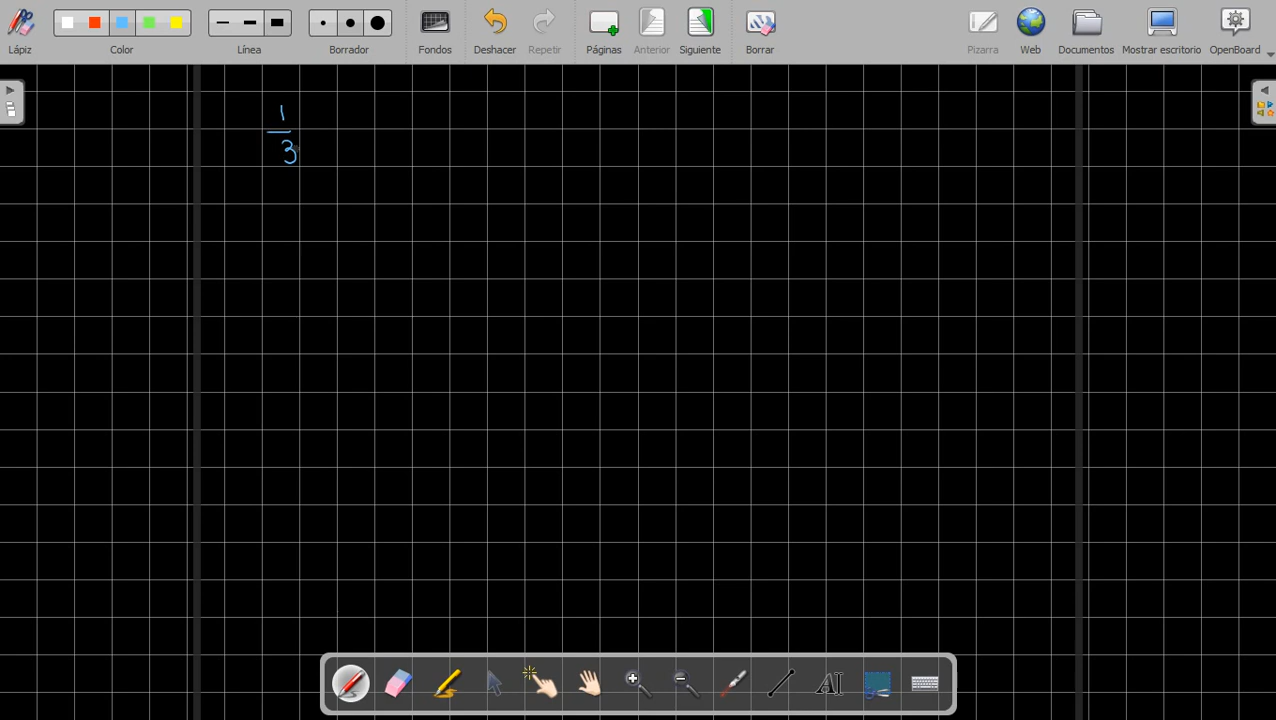 Lápiz Color Línea Borrador Fondos Deshacer Repetir Páginas Anterior Siguiente Borrar Pizarra Web Documentos Mostrar escritorio OpenBoard
1
3
AI